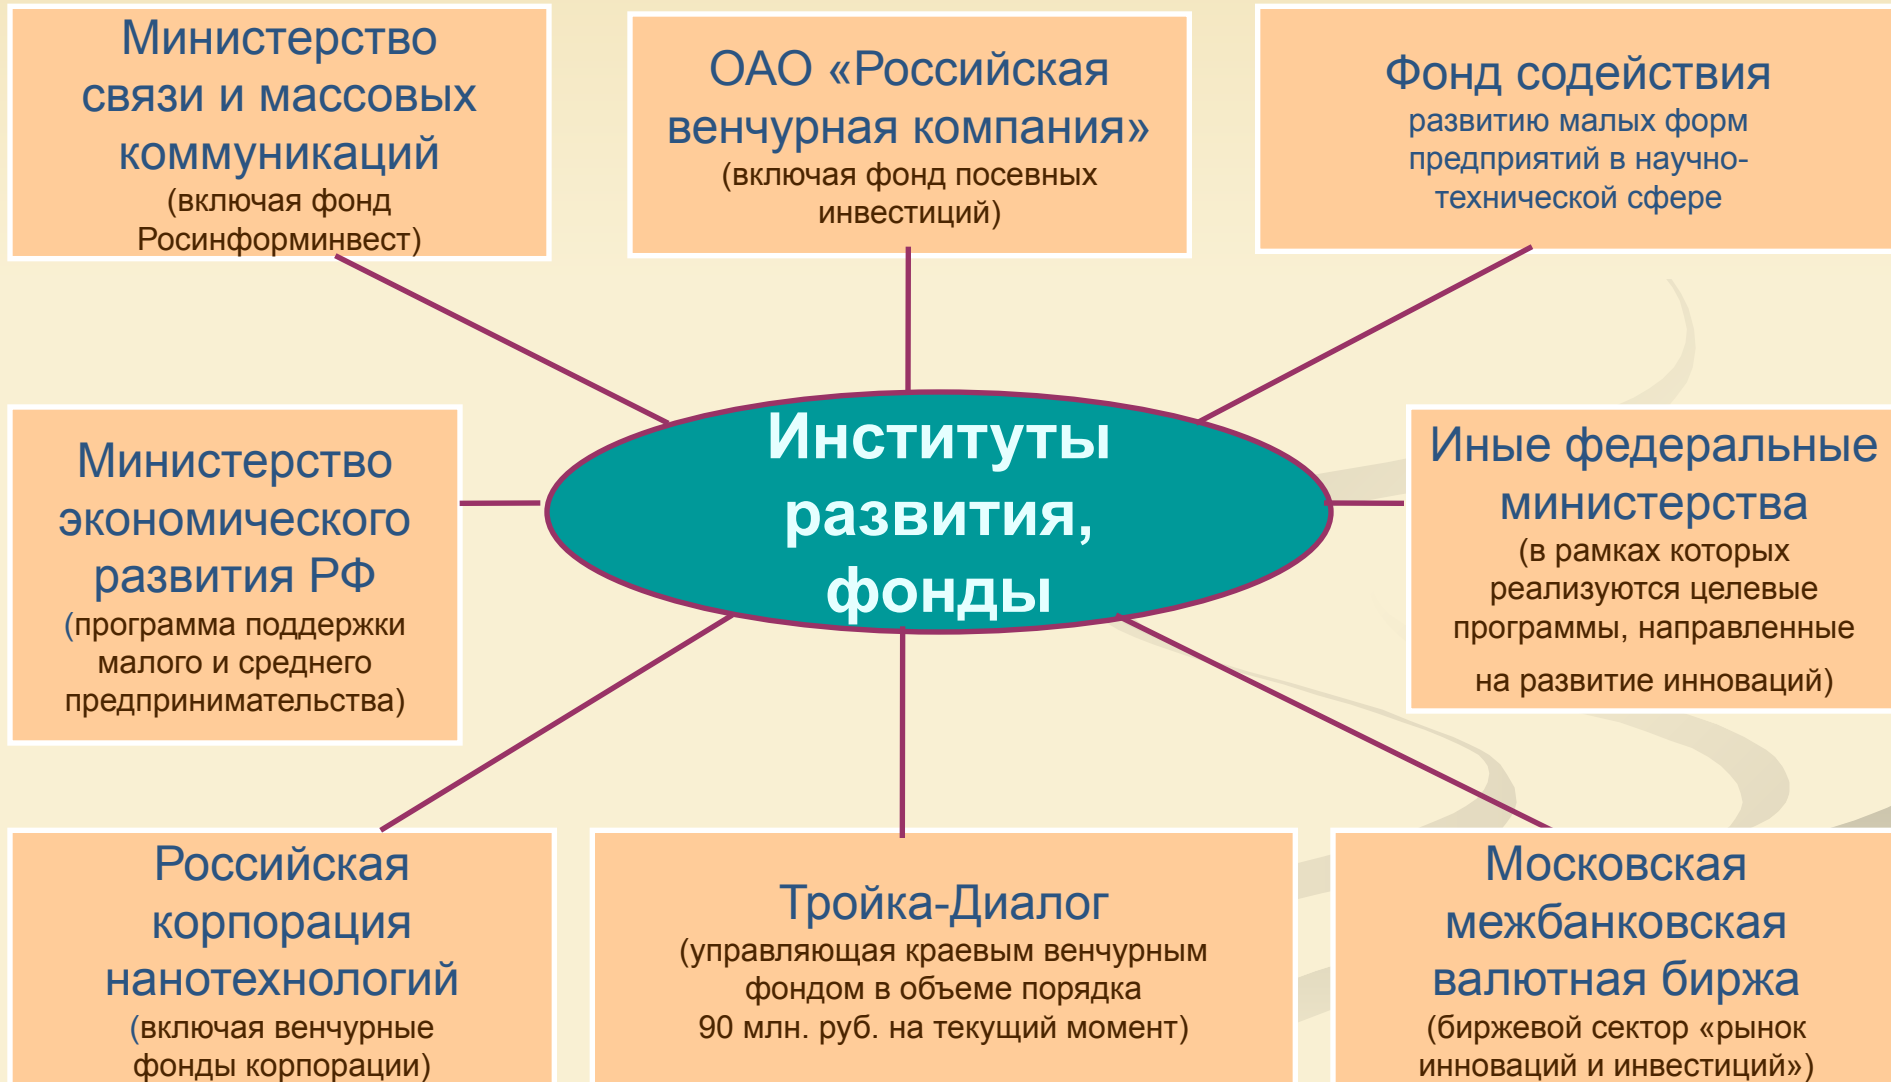 Министерство
связи и массовых
коммуникаций
(включая фонд
Росинформинвест)
ОАО «Российская
венчурная компания»
(включая фонд посевных
инвестиций)
Фонд содействия
развитию малых форм
предприятий в научно-
технической сфере
Министерство
экономического
развития РФ
(программа поддержки
малого и среднего
предпринимательства)
Институты
развития,
фонды
Иные федеральные
министерства
(в рамках которых
реализуются целевые
программы, направленные
на развитие инноваций)
Российская
корпорация
нанотехнологий
(включая венчурные
фонды корпорации)
Тройка-Диалог
(управляющая краевым венчурным
фондом в объеме порядка
90 млн. руб. на текущий момент)
Московская
межбанковская
валютная биржа
(биржевой сектор «рынок
инноваций и инвестиций»)